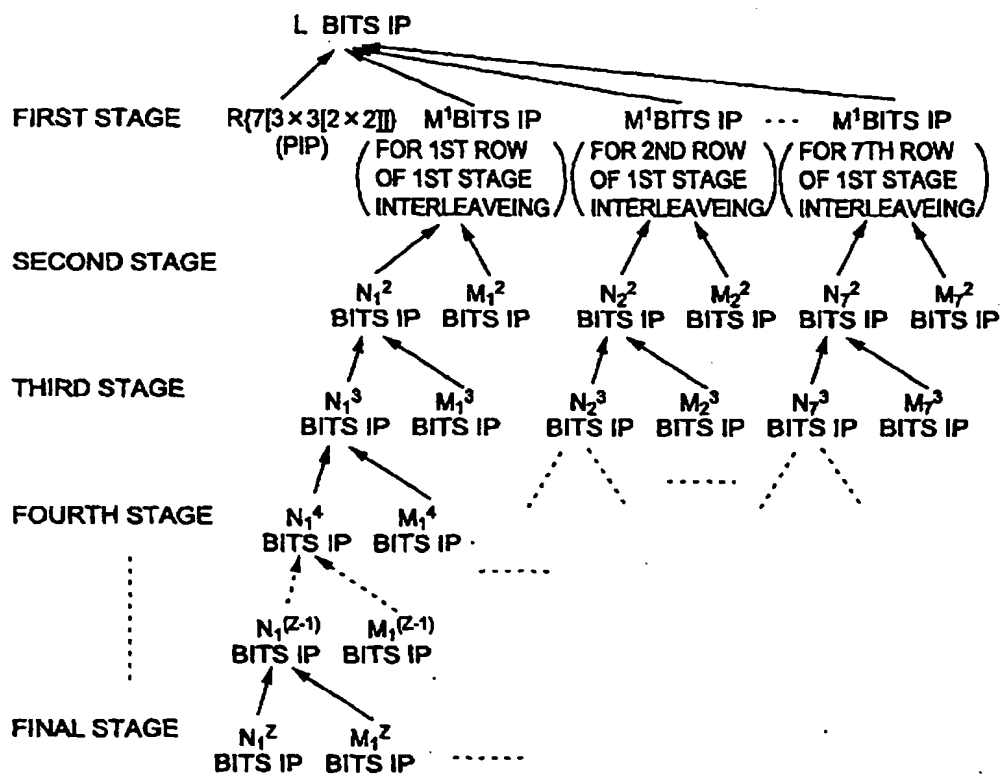 L BITS IP
FIRST STAGE R{7[3×3[2×2]]} M¹BITS IP M¹BITS IP ··· M¹BITS IP
(PIP) (FOR 1ST ROW OF 1ST STAGE INTERLEAVEING) (FOR 2ND ROW OF 1ST STAGE INTERLEAVEING) (FOR 7TH ROW OF 1ST STAGE INTERLEAVEING)
SECOND STAGE
N₁² M₁² N₂² M₂² N₇² M₇²
BITS IP BITS IP BITS IP BITS IP BITS IP BITS IP
THIRD STAGE
N₁³ M₁³ N₂³ M₂³ N₇³ M₇³
BITS IP BITS IP BITS IP BITS IP BITS IP BITS IP
FOURTH STAGE N₁⁴ M₁⁴
BITS IP BITS IP
N₁⁽ᶻ⁻¹⁾ M₁⁽ᶻ⁻¹⁾
BITS IP BITS IP
FINAL STAGE N₁ᶻ M₁ᶻ
BITS IP BITS IP